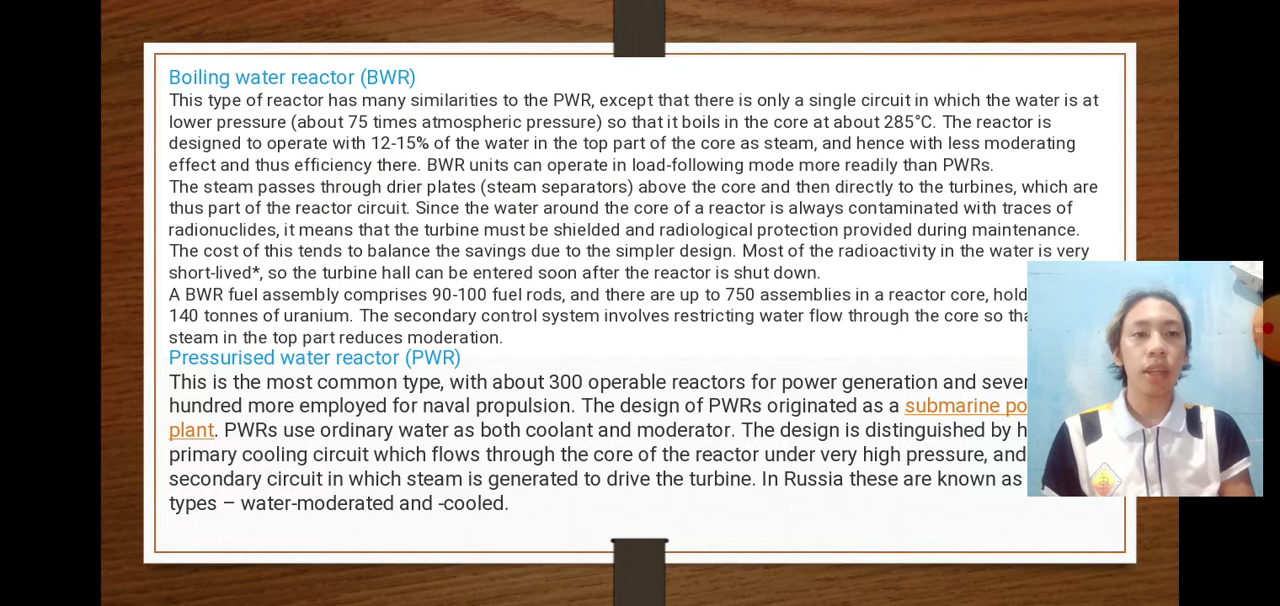 Boiling water reactor (BWR)
This type of reactor has many similarities to the PWR, except that there is only a single circuit in which the water is at
lower pressure (about 75 times atmospheric pressure) so that it boils in the core at about 285°C. The reactor is
designed to operate with 12-15% of the water in the top part of the core as steam, and hence with less moderating
effect and thus efficiency there. BWR units can operate in load-following mode more readily than PWRs.
The steam passes through drier plates (steam separators) above the core and then directly to the turbines, which are
thus part of the reactor circuit. Since the water around the core of a reactor is always contaminated with traces of
radionuclides, it means that the turbine must be shielded and radiological protection provided during maintenance.
The cost of this tends to balance the savings due to the simpler design. Most of the radioactivity in the water is very
short-lived*, so the turbine hall can be entered soon after the reactor is shut down.
A BWR fuel assembly comprises 90-100 fuel rods, and there are up to 750 assemblies in a reactor core, hold
140 tonnes of uranium. The secondary control system involves restricting water flow through the core so tha
steam in the top part reduces moderation.
Pressurised water reactor (PWR)
This is the most common type, with about 300 operable reactors for power generation and sever
hundred more employed for naval propulsion. The design of PWRs originated as a submarine po
plant. PWRs use ordinary water as both coolant and moderator. The design is distinguished by h
primary cooling circuit which flows through the core of the reactor under very high pressure, and
secondary circuit in which steam is generated to drive the turbine. In Russia these are known as
types – water-moderated and -cooled.